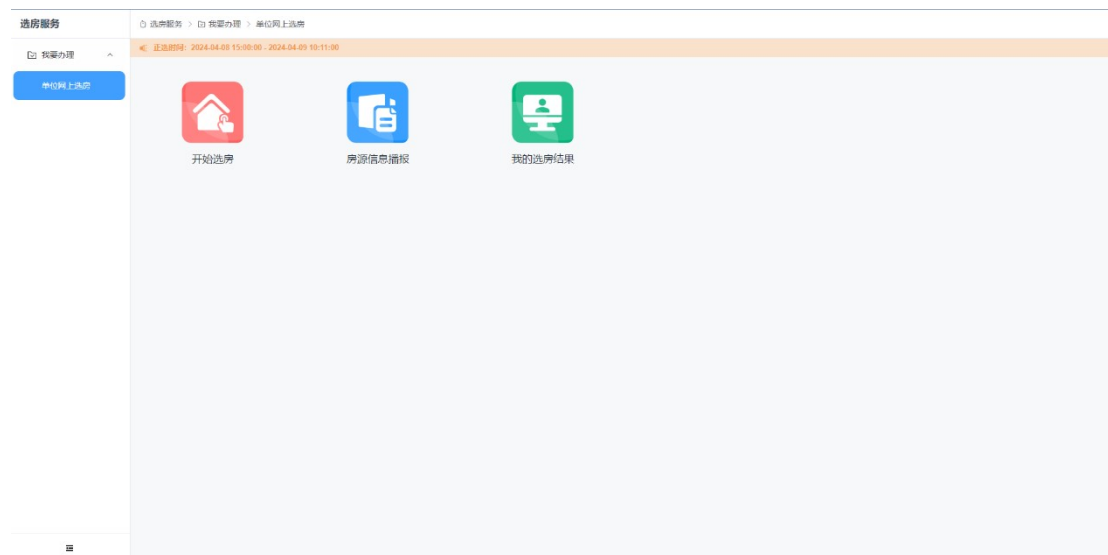 选房服务
选房服务 > 我要办理 > 单位网上选房
我要办理
正选时间：2024-04-08 15:00:00 - 2024-04-09 10:11:00
单位网上选房
开始选房
房源信息播报
我的选房结果